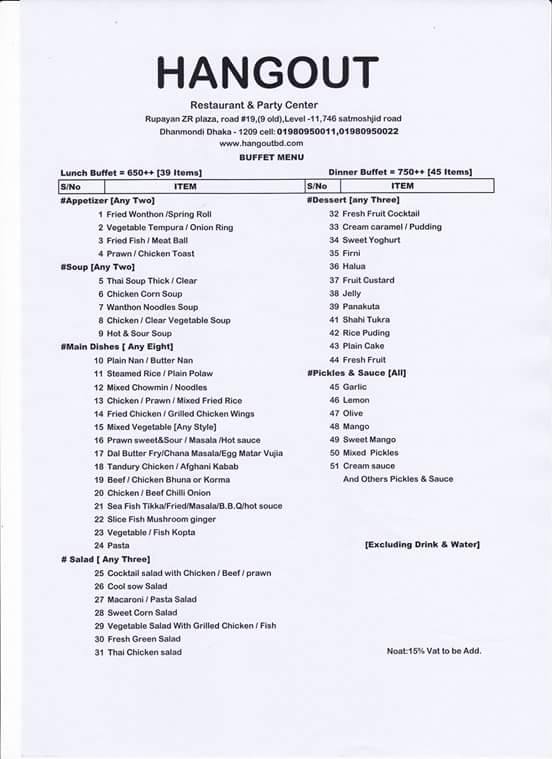 HANGOUT
Restaurant & Party Center
Rupayan ZR plaza, road #19,(9 old),Level -11,746 satmoshjid road
Dhanmondi Dhaka - 1209 cell: 01980950011,01980950022
www.hangoutbd.com
BUFFET MENU
Lunch Buffet = 650++ [39 Items]
S/No ITEM
#Appetizer [Any Two]
1 Fried Wonthon /Spring Roll
2 Vegetable Tempura / Onion Ring
3 Fried Fish / Meat Ball
4 Prawn / Chicken Toast
#Soup [Any Two]
5 Thai Soup Thick / Clear
6 Chicken Corn Soup
7 Wanthon Noodles Soup
8 Chicken / Clear Vegetable Soup
9 Hot & Sour Soup
#Main Dishes [ Any Eight]
10 Plain Nan / Butter Nan
11 Steamed Rice / Plain Polaw
12 Mixed Chowmin / Noodles
13 Chicken / Prawn / Mixed Fried Rice
14 Fried Chicken / Grilled Chicken Wings
15 Mixed Vegetable [Any Style]
16 Prawn sweet&Sour / Masala /Hot sauce
17 Dal Butter Fry/Chana Masala/Egg Matar Vujia
18 Tandury Chicken / Afghani Kabab
19 Beef / Chicken Bhuna or Korma
20 Chicken / Beef Chilli Onion
21 Sea Fish Tikka/Fried/Masala/B.B.Q/hot souce
22 Slice Fish Mushroom ginger
23 Vegetable / Fish Kopta
24 Pasta
# Salad [ Any Three]
25 Cocktail salad with Chicken / Beef / prawn
26 Cool sow Salad
27 Macaroni / Pasta Salad
28 Sweet Corn Salad
29 Vegetable Salad With Grilled Chicken / Fish
30 Fresh Green Salad
31 Thai Chicken salad
Dinner Buffet = 750++ [45 Items]
S/No ITEM
#Dessert [any Three]
32 Fresh Fruit Cocktail
33 Cream caramel / Pudding
34 Sweet Yoghurt
35 Firni
36 Halua
37 Fruit Custard
38 Jelly
39 Panakuta
41 Shahi Tukra
42 Rice Puding
43 Plain Cake
44 Fresh Fruit
#Pickles & Sauce [All]
45 Garlic
46 Lemon
47 Olive
48 Mango
49 Sweet Mango
50 Mixed Pickles
51 Cream sauce
And Others Pickles & Sauce
[Excluding Drink & Water]
Noat:15% Vat to be Add.